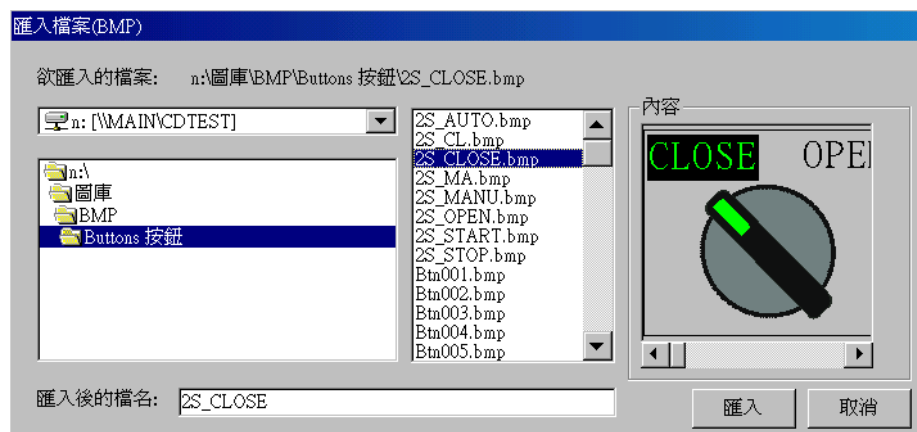 匯入檔案(BMP)
欲匯入的檔案: n:\圖庫\BMP\Buttons 按鈕\2S_CLOSE.bmp
n: [\\MAIN\CDTEST]
n:\
圖庫
BMP
Buttons 按鈕
2S_AUTO.bmp
2S_CL.bmp
2S_CLOSE.bmp
2S_MA.bmp
2S_MANU.bmp
2S_OPEN.bmp
2S_START.bmp
2S_STOP.bmp
Btn001.bmp
Btn002.bmp
Btn003.bmp
Btn004.bmp
Btn005.bmp
內容
CLOSE OPE
匯入後的檔名: 2S_CLOSE
匯入 取消